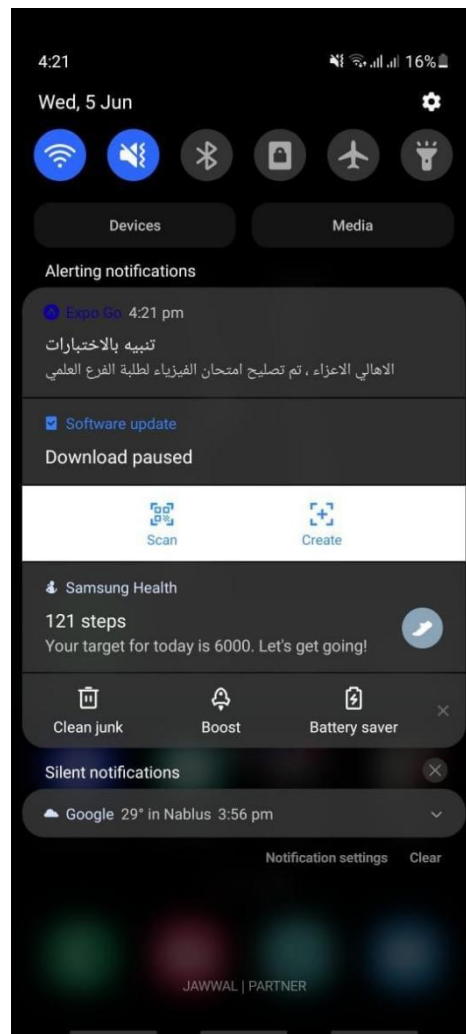 4:21 16%
Wed, 5 Jun
Devices Media
Alerting notifications
Expo Go 4:21 pm
تنبيه بالاختبارات
الاهالي الاعزاء ، تم تصليح امتحان الفيزياء لطلبة الفرع العلمي
Software update
Download paused
Scan Create
Samsung Health
121 steps
Your target for today is 6000. Let's get going!
Clean junk Boost Battery saver
Silent notifications
Google 29° in Nablus 3:56 pm
Notification settings Clear
JAWWAL | PARTNER